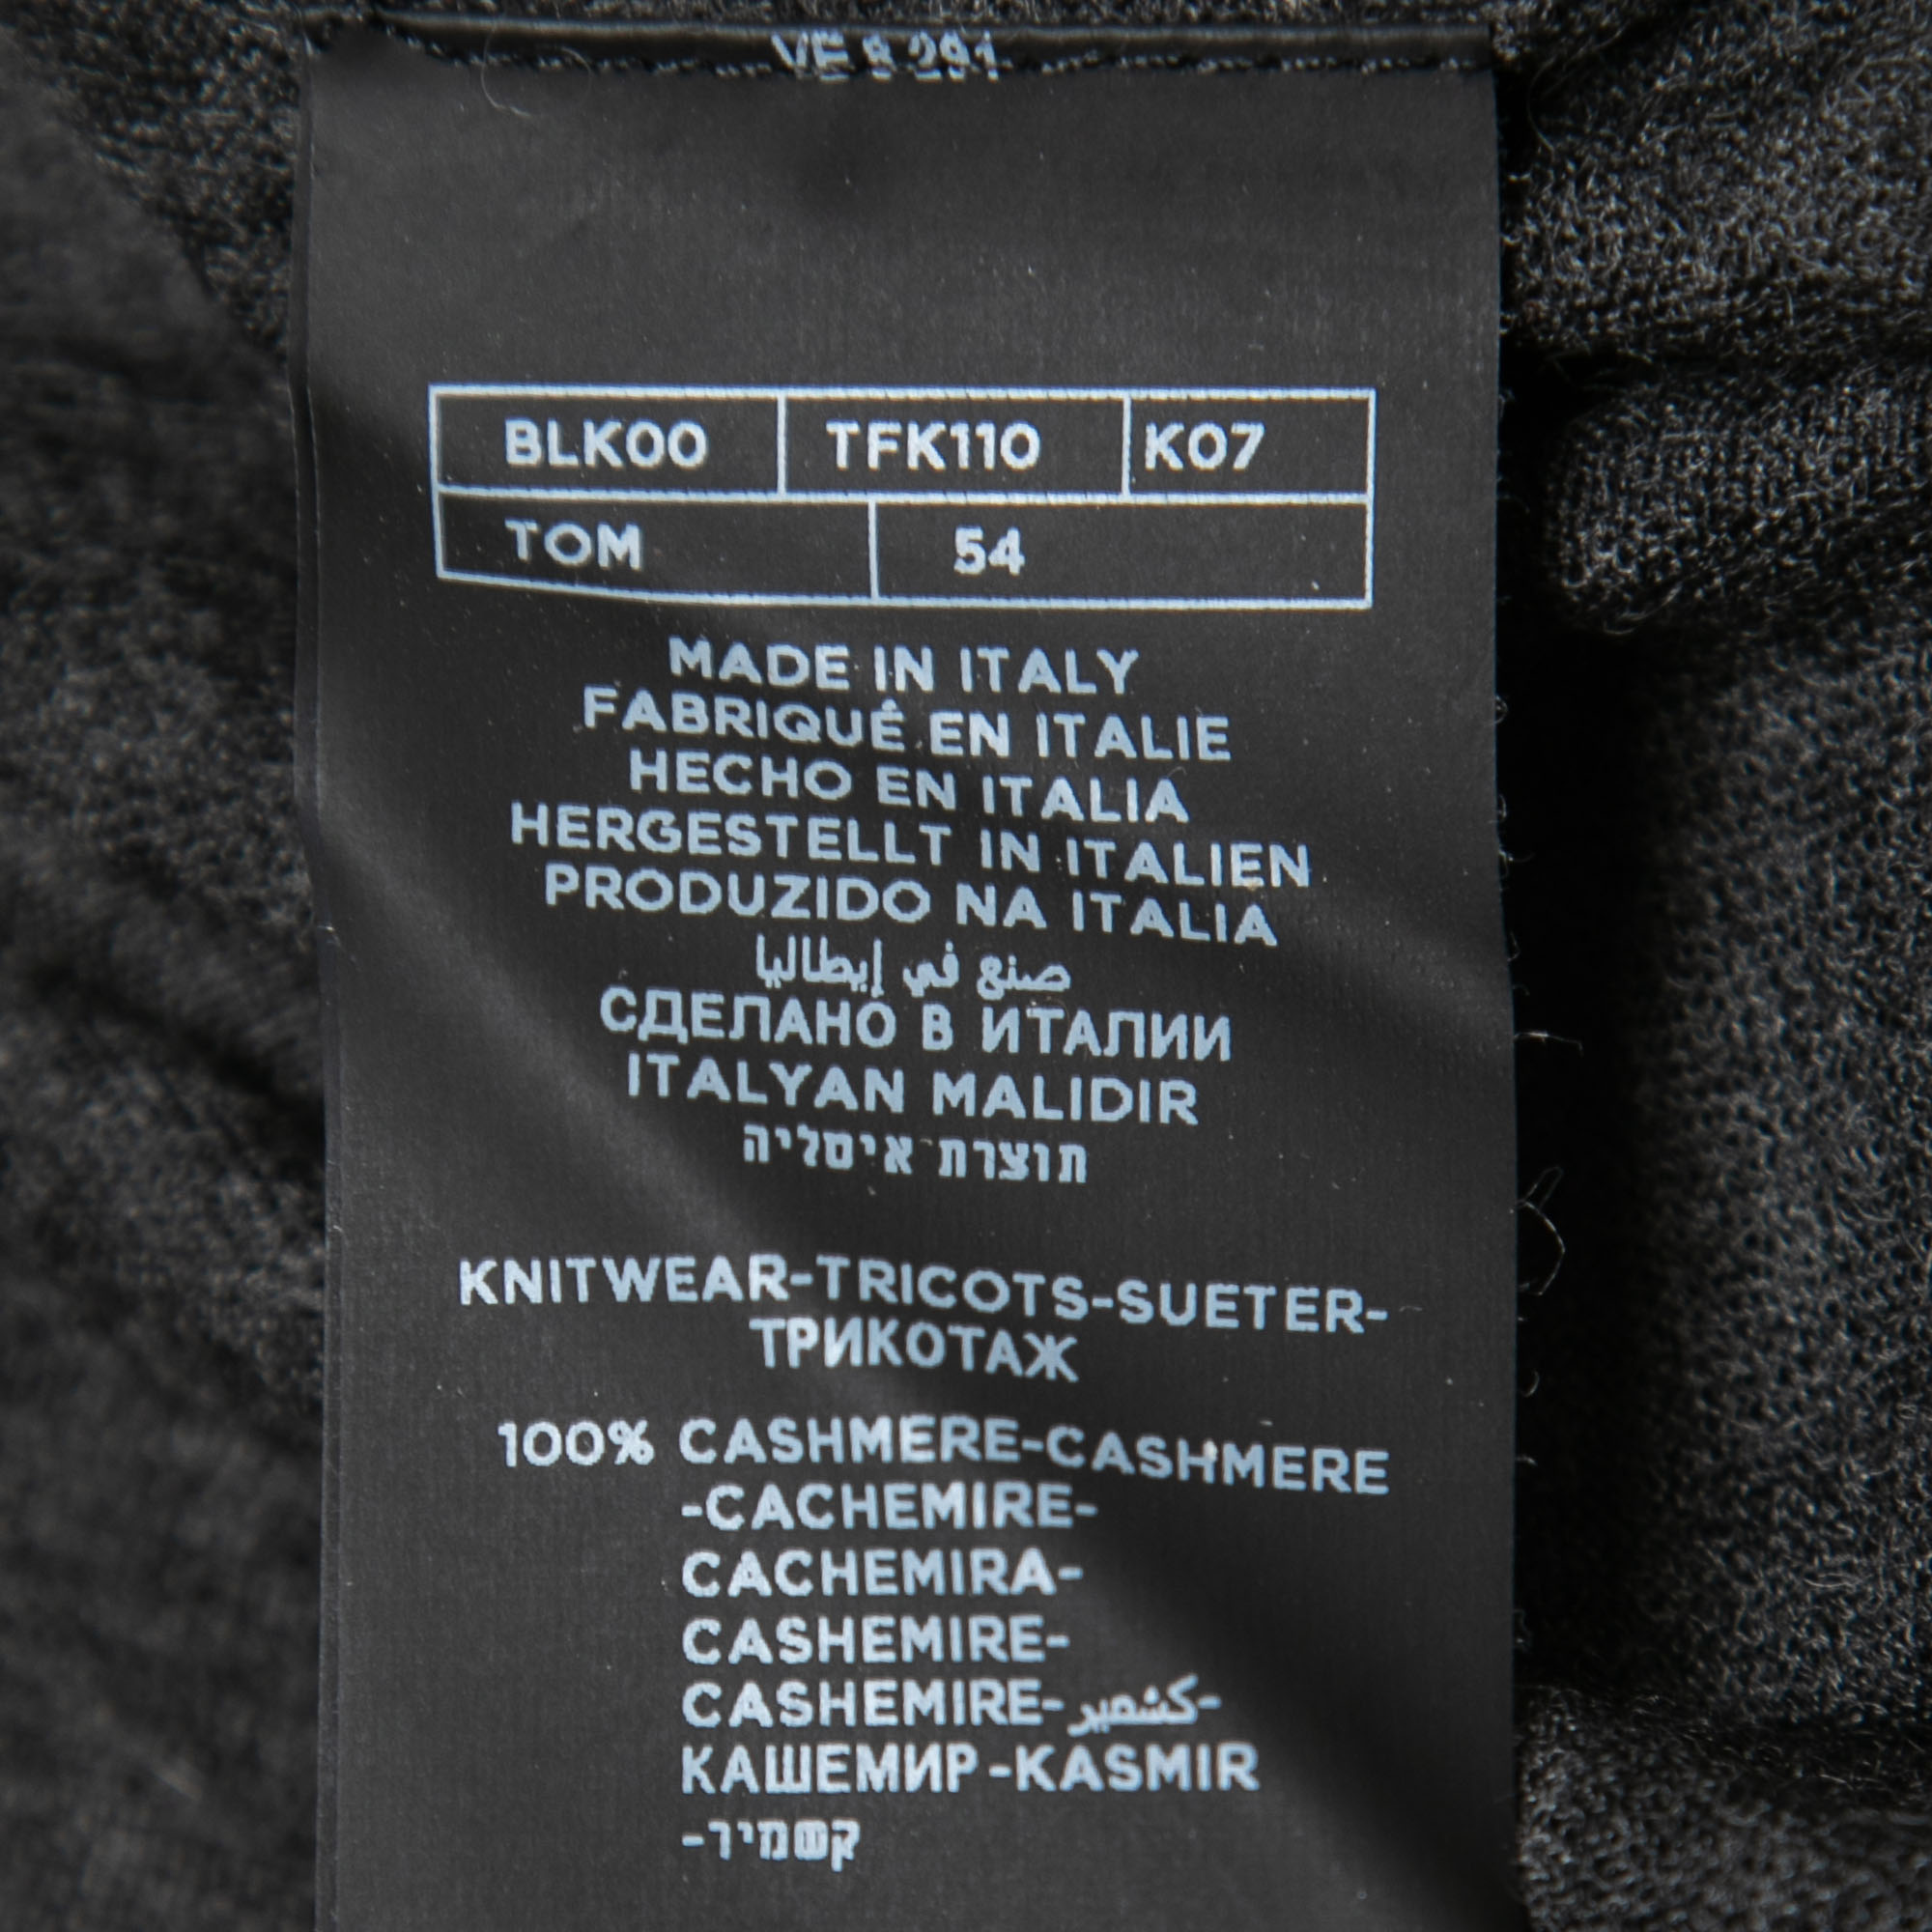 BLK00 TFK110 K07
TOM 54
MADE IN ITALY
FABRIQUÉ EN ITALIE
HECHO EN ITALIA
HERGESTELLT IN ITALIEN
PRODUZIDO NA ITALIA
صنع في إيطاليا
СДЕЛАНО В ИТАЛИИ
ITALYAN MALIDIR
תוצרת איסליה
KNITWEAR-TRICOTS-SUETER-
ТРИКОТАЖ
100% CASHMERE-CASHMERE
-CACHEMIRE-
CACHEMIRA-
CASHEMIRE-
CASHEMIRE-كشمير-
КАШЕМИР-KASMIR
-קשמיר